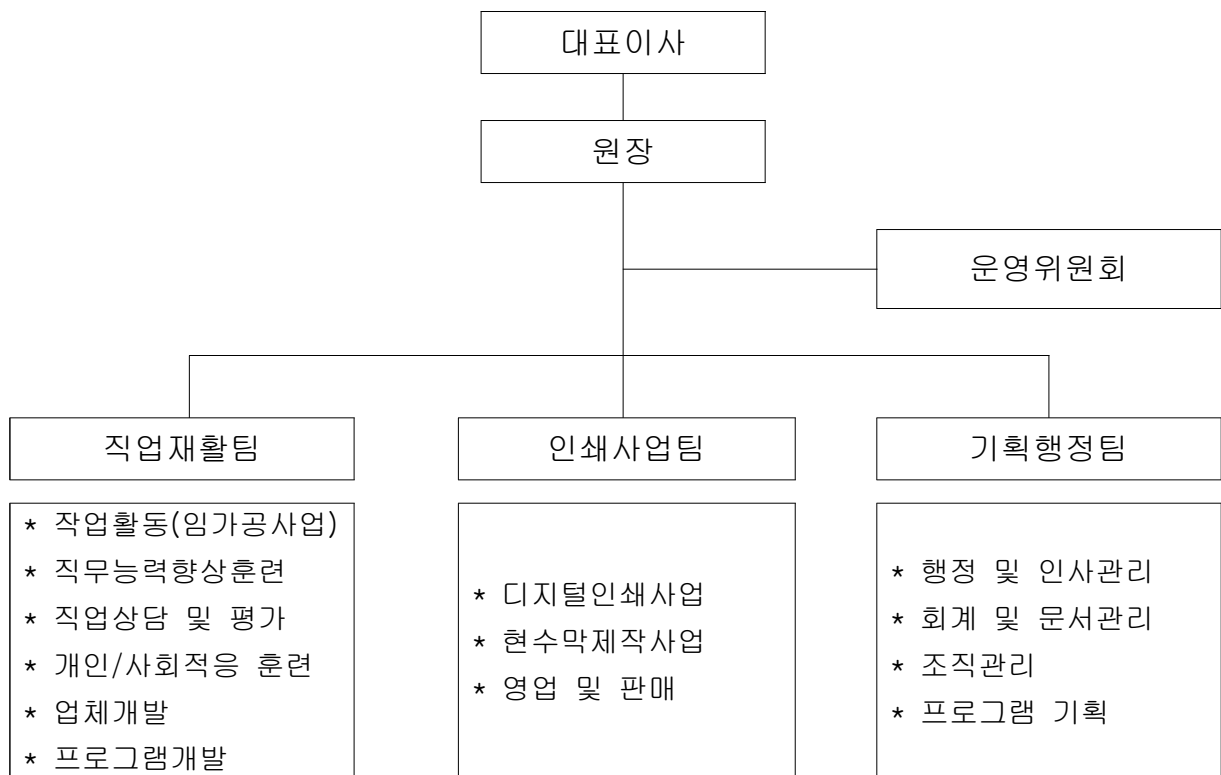 대표이사
원장
운영위원회
직업재활팀
* 작업활동(임가공사업)
* 직무능력향상훈련
* 직업상담 및 평가
* 개인/사회적응 훈련
* 업체개발
* 프로그램개발
인쇄사업팀
* 디지털인쇄사업
* 현수막제작사업
* 영업 및 판매
기획행정팀
* 행정 및 인사관리
* 회계 및 문서관리
* 조직관리
* 프로그램 기획